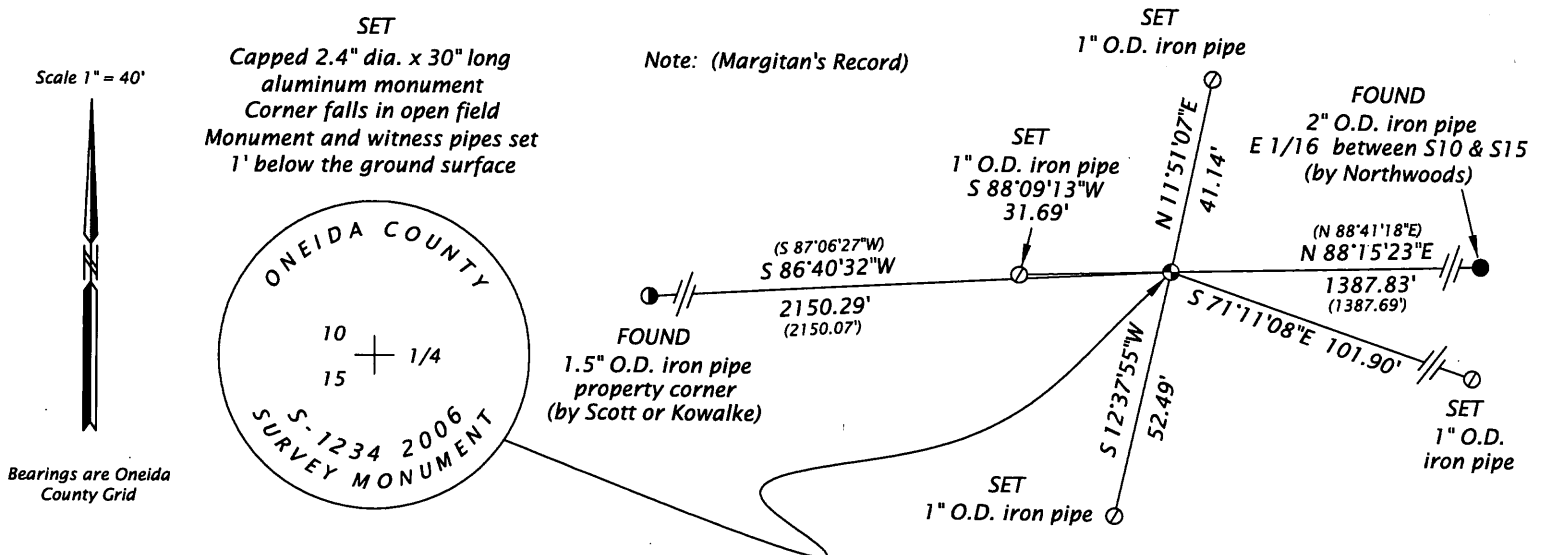 Scale 1" = 40'
N
Bearings are Oneida
County Grid
SET
Capped 2.4" dia. x 30" long
aluminum monument
Corner falls in open field
Monument and witness pipes set
1' below the ground surface
ONEIDA COUNTY
10
1/4
15
S-1234 2006
SURVEY MONUMENT
Note: (Margitan's Record)
(S 87°06'27"W)
S 86°40'32"W
2150.29'
(2150.07')
FOUND
1.5" O.D. iron pipe
property corner
(by Scott or Kowalke)
SET
1" O.D. iron pipe
S 88°09'13"W
31.69'
SET
1" O.D. iron pipe
N 11°51'07"E
41.14'
FOUND
2" O.D. iron pipe
E 1/16 between S10 & S15
(by Northwoods)
(N 88°41'18"E)
N 88°15'23"E
1387.83'
(1387.69')
S 71°11'08"E 101.90'
SET
1" O.D.
iron pipe
S 12°37'55"W
52.49'
SET
1" O.D. iron pipe